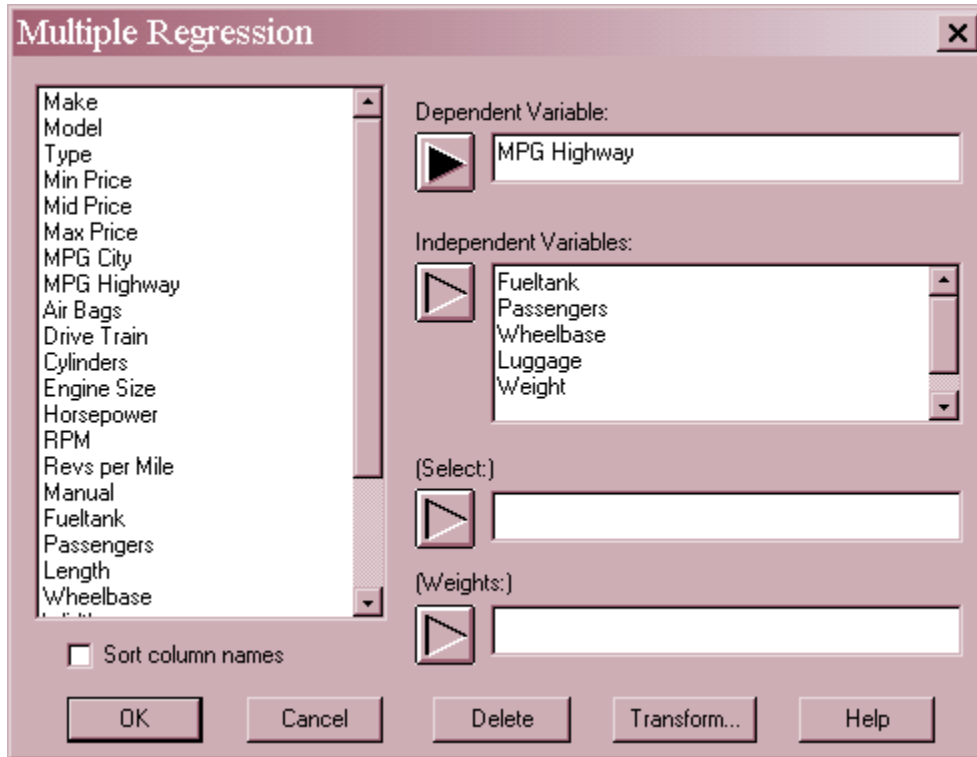 Multiple Regression
Make
Model
Type
Min Price
Mid Price
Max Price
MPG City
MPG Highway
Air Bags
Drive Train
Cylinders
Engine Size
Horsepower
RPM
Revs per Mile
Manual
Fueltank
Passengers
Length
Wheelbase
Sort column names
Dependent Variable:
MPG Highway
Independent Variables:
Fueltank
Passengers
Wheelbase
Luggage
Weight
(Select:)
(Weights:)
OK
Cancel
Delete
Transform...
Help